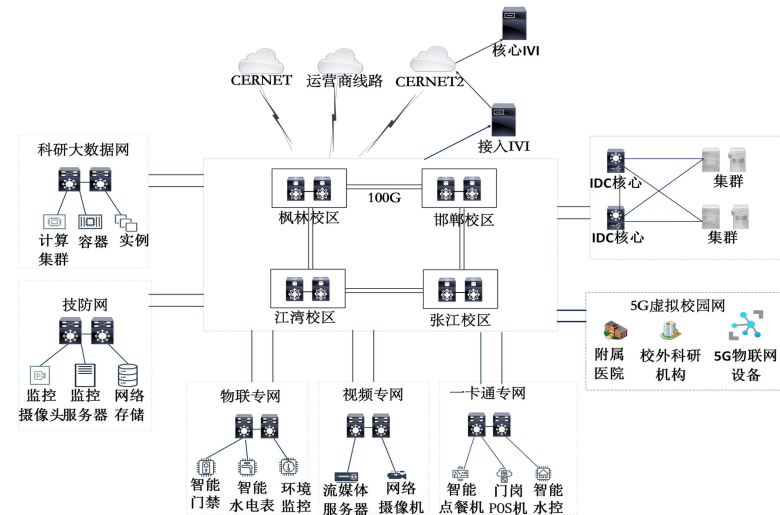 核心IVI
CERNET
运营商线路
CERNET2
接入IVI
科研大数据网
计算
集群
容器
实例
枫林校区
100G
邯郸校区
江湾校区
张江校区
IDC核心
集群
IDC核心
集群
技防网
监控
摄像头
监控
服务器
网络
存储
5G虚拟校园网
附属
医院
校外科研
机构
5G物联网
设备
物联专网
智能
门禁
智能
水电表
环境
监控
视频专网
流媒体
服务器
网络
摄像机
一卡通专网
智能
点餐机
门岗
POS机
智能
水控